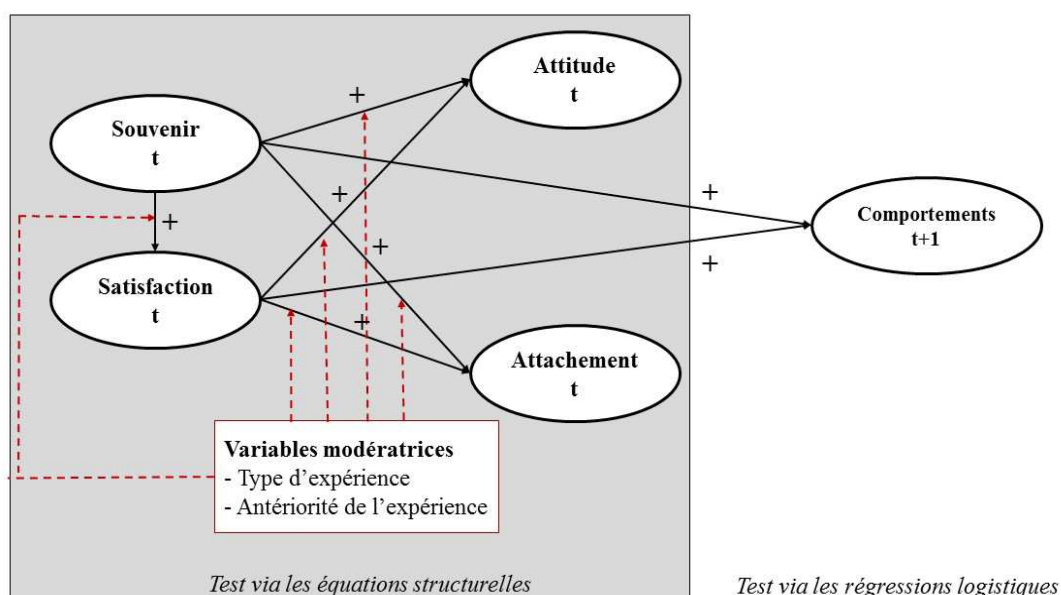 Attitude
t
+
Souvenir
t
+
+
+
Comportements
t+1
+
+
Satisfaction
t
+
Attachement
t
Variables modératrices
- Type d’expérience
- Antériorité de l’expérience
Test via les équations structurelles
Test via les régressions logistiques